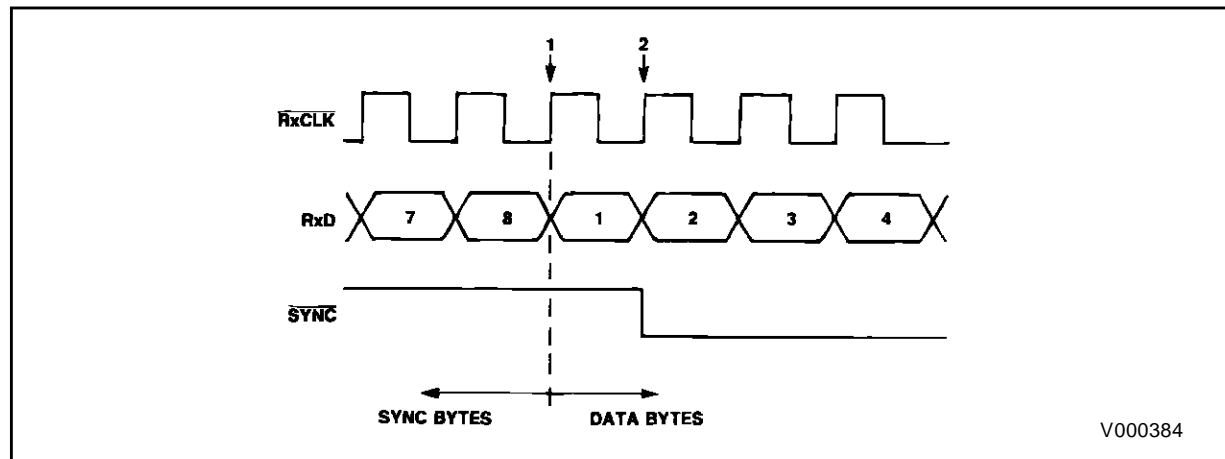 1 2
RxCLK
RxD 7 8 1 2 3 4
SYNC
SYNC BYTES DATA BYTES
V000384